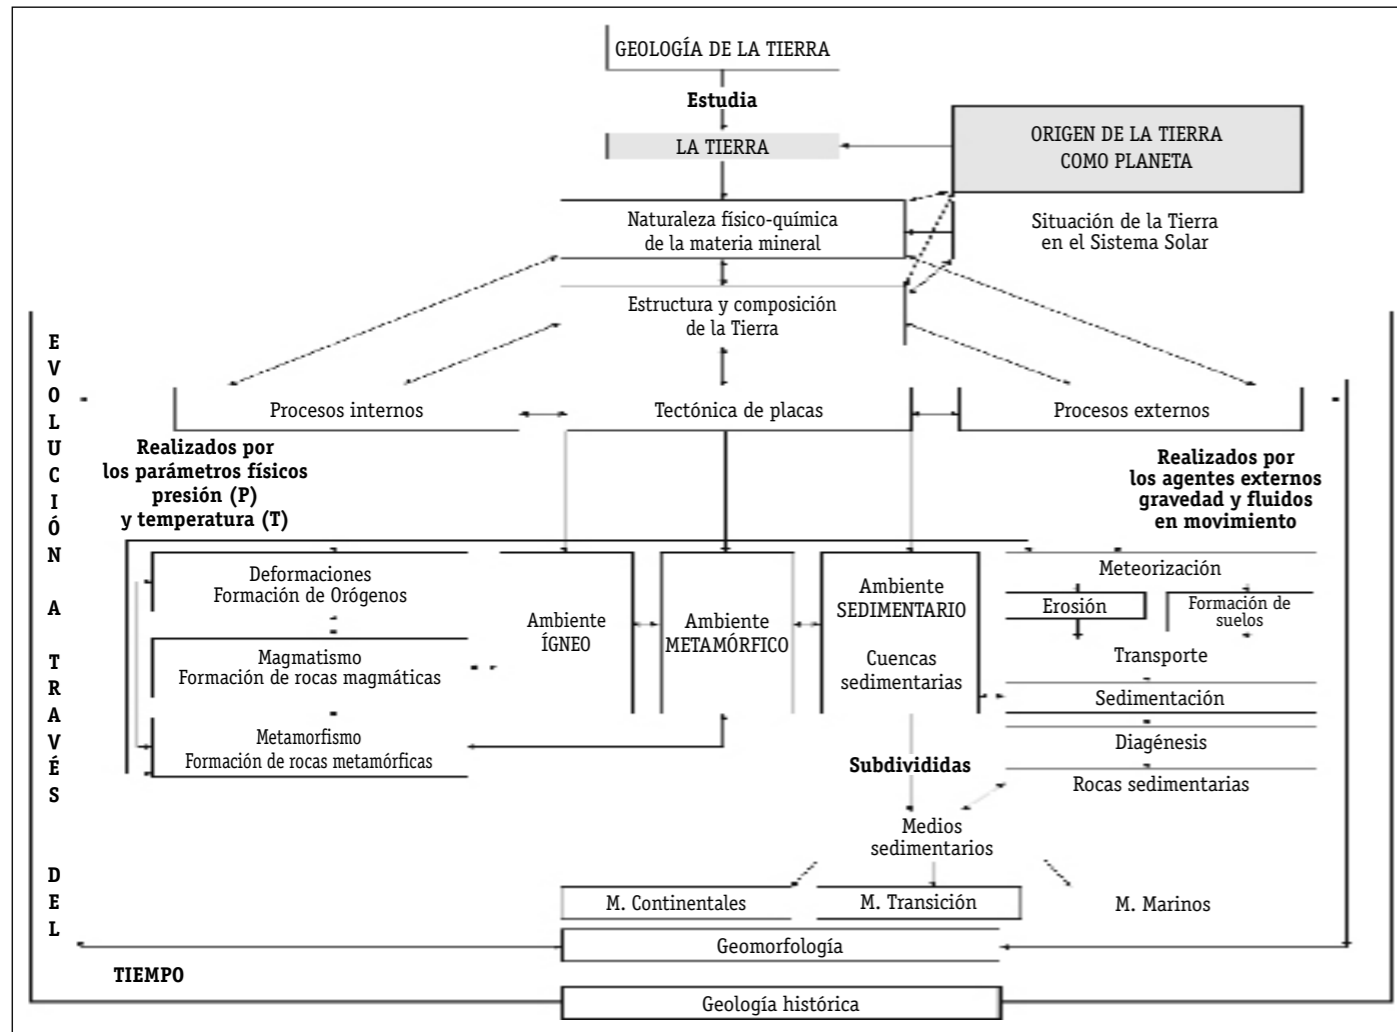 GEOLOGÍA DE LA TIERRA
Estudia
LA TIERRA
ORIGEN DE LA TIERRA
COMO PLANETA
Naturaleza físico-química
de la materia mineral
Situación de la Tierra
en el Sistema Solar
Estructura y composición
de la Tierra
Procesos internos
Tectónica de placas
Procesos externos
Realizados por
los parámetros físicos
presión (P)
y temperatura (T)
Realizados por
los agentes externos
gravedad y fluidos
en movimiento
Deformaciones
Formación de Orógenos
Magmatismo
Formación de rocas magmáticas
Metamorfismo
Formación de rocas metamórficas
Ambiente
ÍGNEO
Ambiente
METAMÓRFICO
Ambiente
SEDIMENTARIO
Cuencas
sedimentarias
Meteorización
Erosión
Formación de
suelos
Transporte
Sedimentación
Diagénesis
Rocas sedimentarias
Subdivididas
Medios
sedimentarios
M. Continentales
M. Transición
M. Marinos
Geomorfología
EVOLUCIÓN A TRAVÉS DEL
TIEMPO
Geología histórica